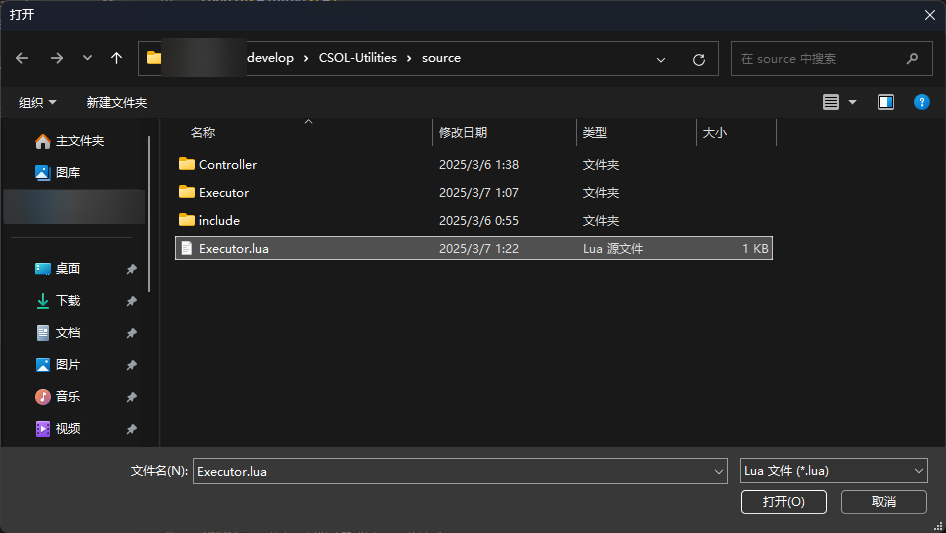 打开
develop › CSOL-Utilities › source
在 source 中搜索
组织 新建文件夹
主文件夹
图库
桌面
下载
文档
图片
音乐
视频
名称 修改日期 类型 大小
Controller 2025/3/6 1:38 文件夹
Executor 2025/3/7 1:07 文件夹
include 2025/3/6 0:55 文件夹
Executor.lua 2025/3/7 1:22 Lua 源文件 1 KB
文件名(N): Executor.lua Lua 文件 (*.lua)
打开(O) 取消